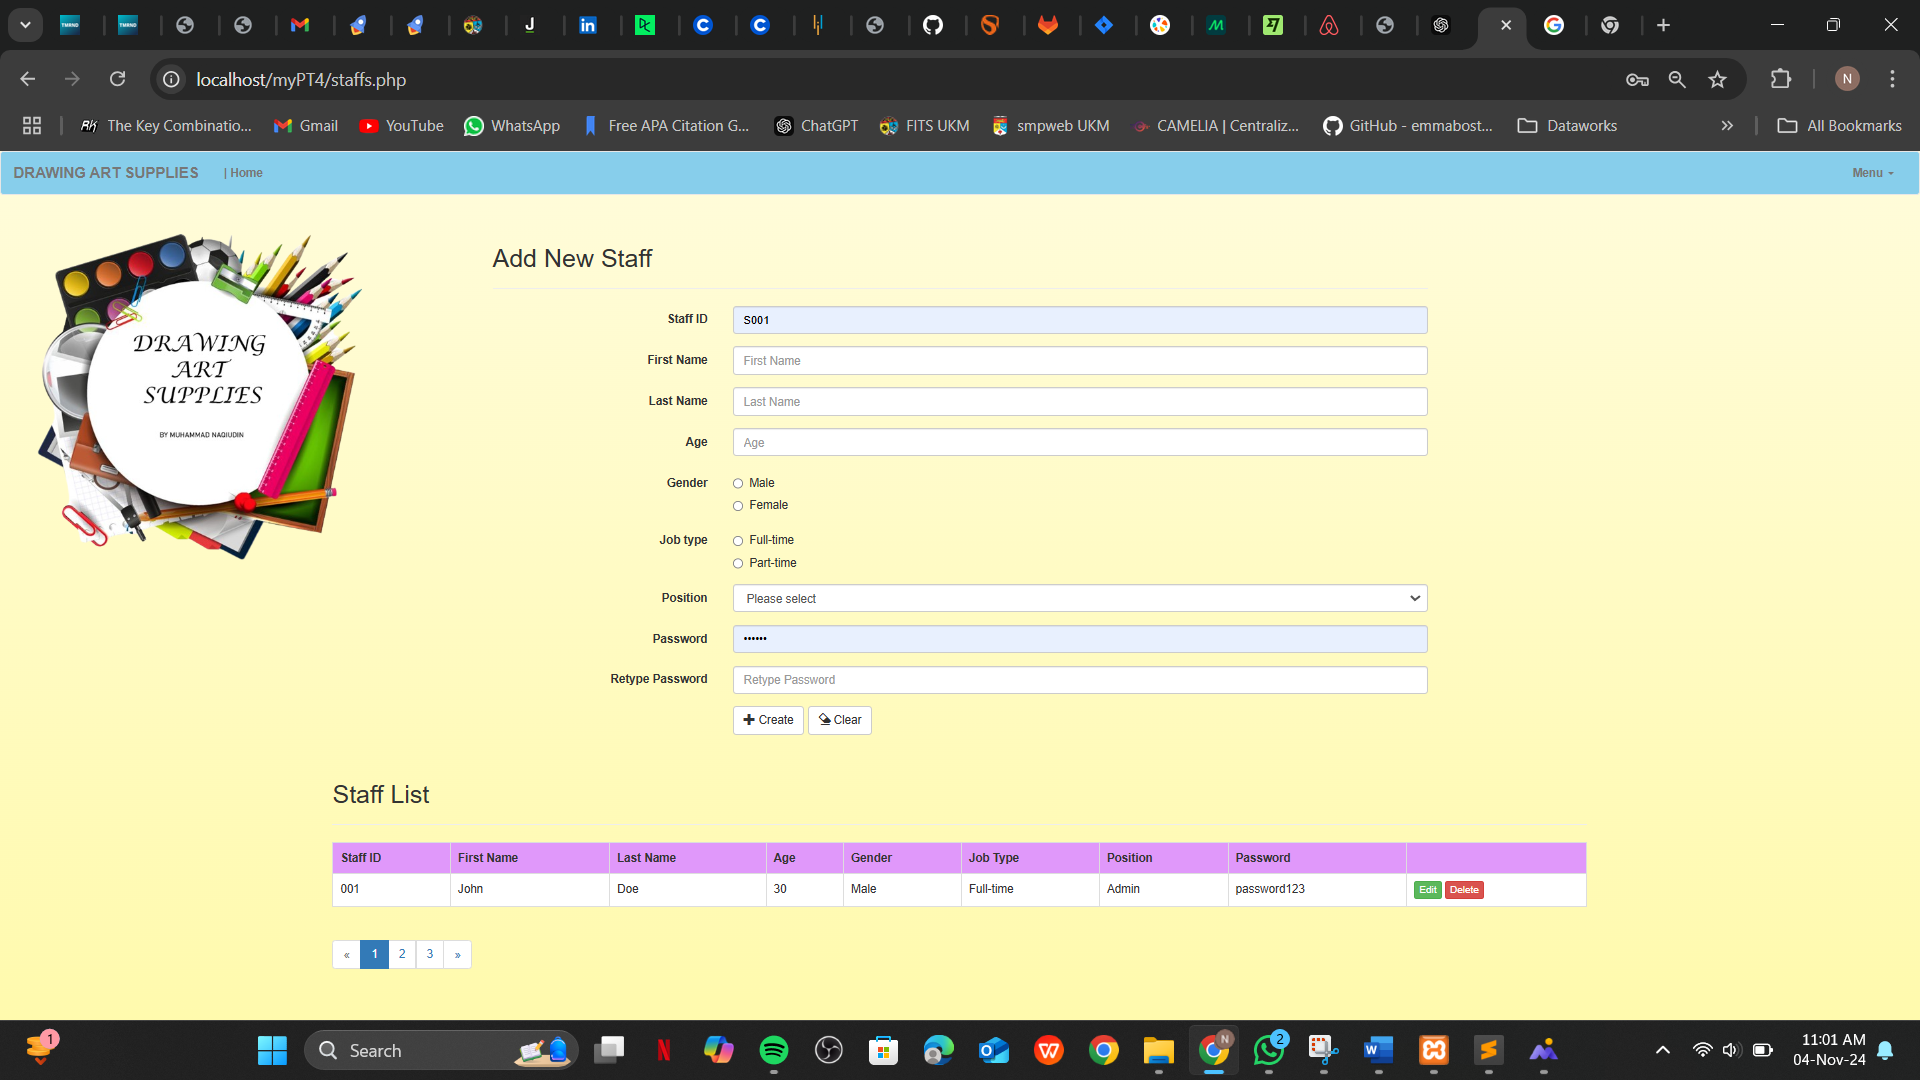 localhost/myPT4/staffs.php
N
The Key Combinatio...
Gmail
YouTube
WhatsApp
Free APA Citation G...
ChatGPT
FITS UKM
smpweb UKM
CAMELIA | Centraliz...
GitHub - emmabost...
Dataworks
»
All Bookmarks
DRAWING ART SUPPLIES
| Home
Menu
DRAWING
ART
SUPPLIES
BY MUHAMMAD NAQIUDIN
Add New Staff
Staff ID
S001
First Name
First Name
Last Name
Last Name
Age
Age
Gender
Male
Female
Job type
Full-time
Part-time
Position
Please select
Password
••••••
Retype Password
Retype Password
Create
Clear
Staff List
Staff ID First Name Last Name Age Gender Job Type Position Password
001 John Doe 30 Male Full-time Admin password123 Edit Delete
« 1 2 3 »
1
Search
N
2
11:01 AM
04-Nov-24